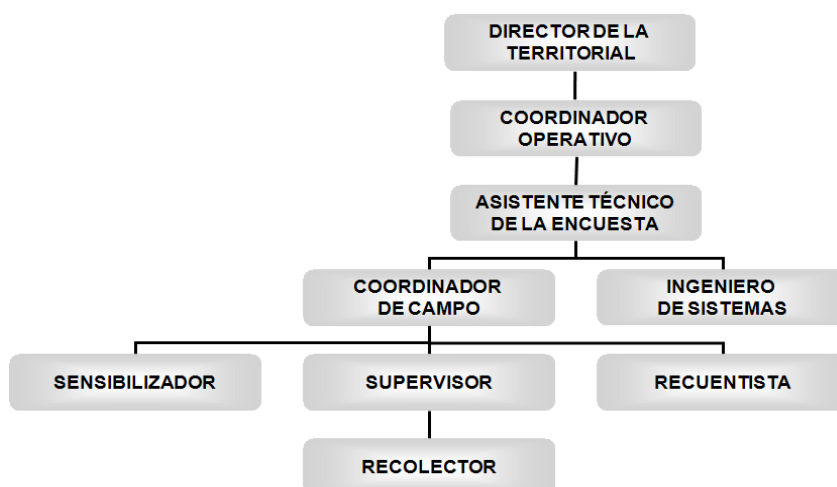 DIRECTOR DE LA
TERRITORIAL
COORDINADOR
OPERATIVO
ASISTENTE TÉCNICO
DE LA ENCUESTA
COORDINADOR
DE CAMPO
INGENIERO
DE SISTEMAS
SENSIBILIZADOR
SUPERVISOR
RECUENTISTA
RECOLECTOR